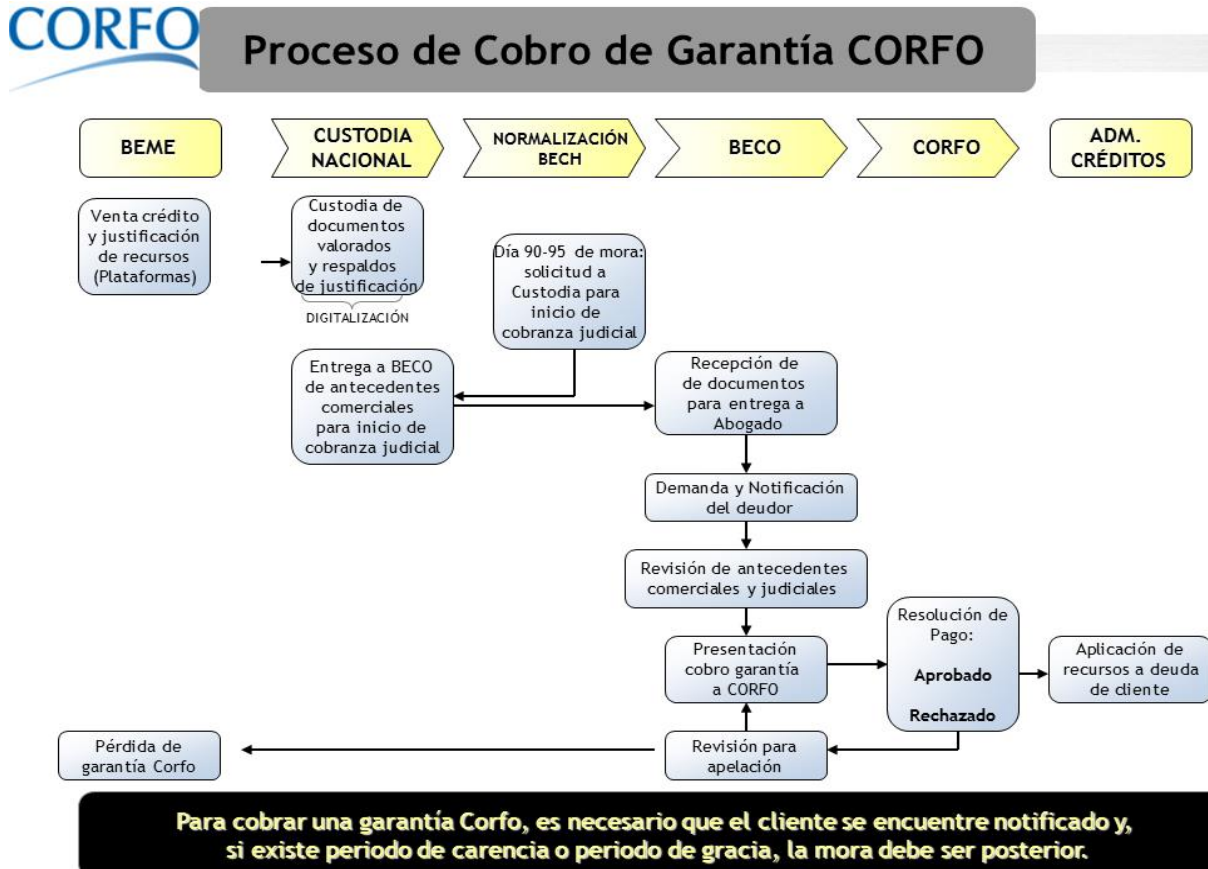 CORFO
Proceso de Cobro de Garantía CORFO
BEME
CUSTODIA
NACIONAL
NORMALIZACIÓN
BECH
BECO
CORFO
ADM.
CRÉDITOS
Venta crédito
y justificación
de recursos
(Plataformas)
Custodia de
documentos
valorados
y respaldos
de justificación
DIGITALIZACIÓN
Día 90-95 de mora:
solicitud a
Custodia para
inicio de
cobranza judicial
Entrega a BECO
de antecedentes
comerciales
para inicio de
cobranza judicial
Recepción de
de documentos
para entrega a
Abogado
Demanda y Notificación
del deudor
Revisión de antecedentes
comerciales y judiciales
Presentación
cobro garantía
a CORFO
Resolución de
Pago:
Aprobado
Rechazado
Aplicación de
recursos a deuda
de cliente
Revisión para
apelación
Pérdida de
garantía Corfo
Para cobrar una garantía Corfo, es necesario que el cliente se encuentre notificado y,
si existe periodo de carencia o periodo de gracia, la mora debe ser posterior.